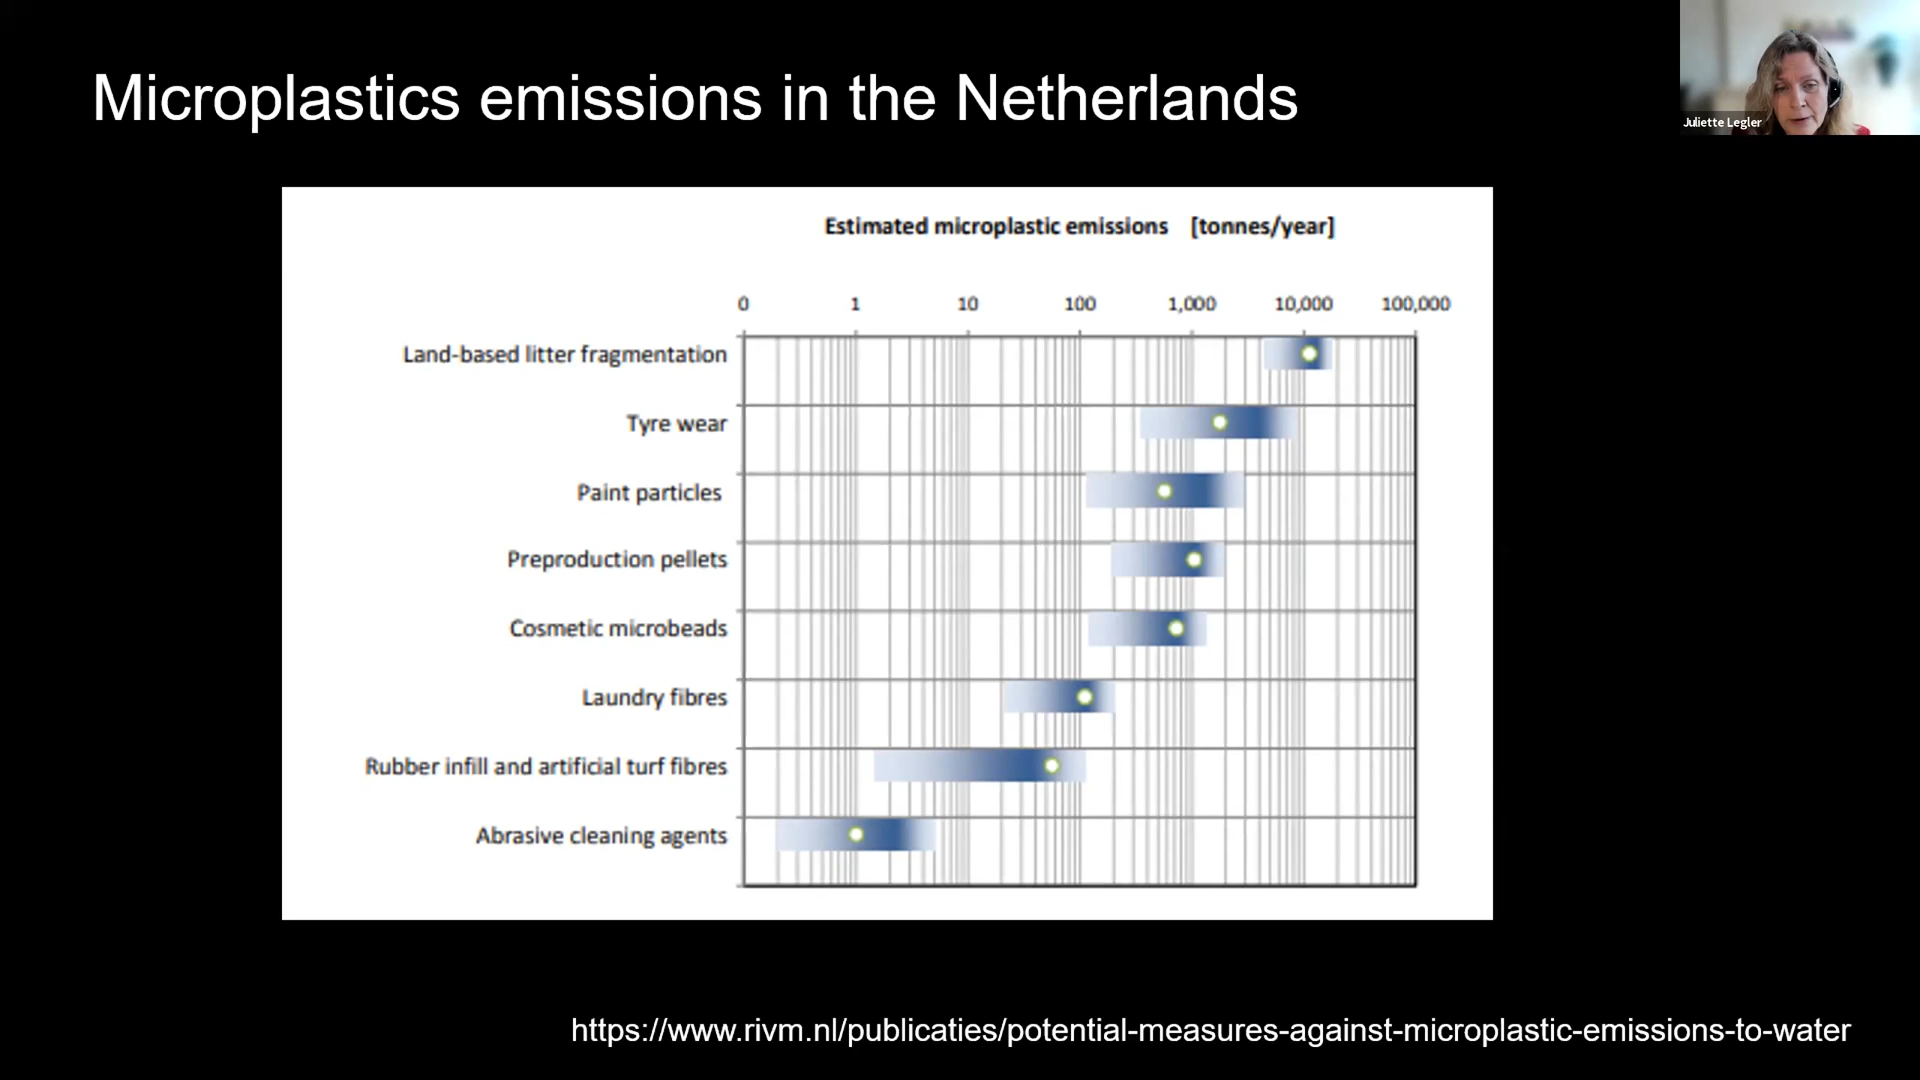 Microplastics emissions in the Netherlands
Juliette Legler
Estimated microplastic emissions [tonnes/year]
0 1 10 100 1,000 10,000 100,000
Land-based litter fragmentation
Tyre wear
Paint particles
Preproduction pellets
Cosmetic microbeads
Laundry fibres
Rubber infill and artificial turf fibres
Abrasive cleaning agents
https://www.rivm.nl/publicaties/potential-measures-against-microplastic-emissions-to-water